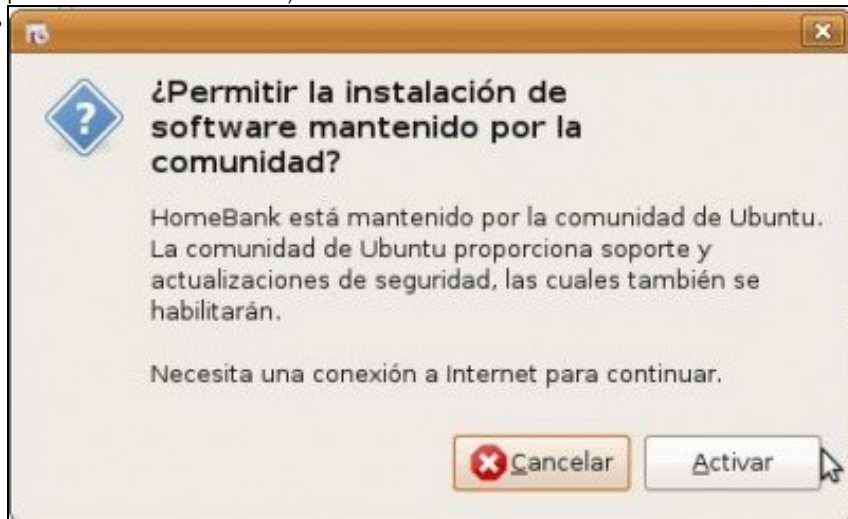 ¿Permitir la instalación de
software mantenido por la
comunidad?
HomeBank está mantenido por la comunidad de Ubuntu.
La comunidad de Ubuntu proporciona soporte y
actualizaciones de seguridad, las cuales también se
habilitarán.
Necesita una conexión a Internet para continuar.
Cancelar
Activar